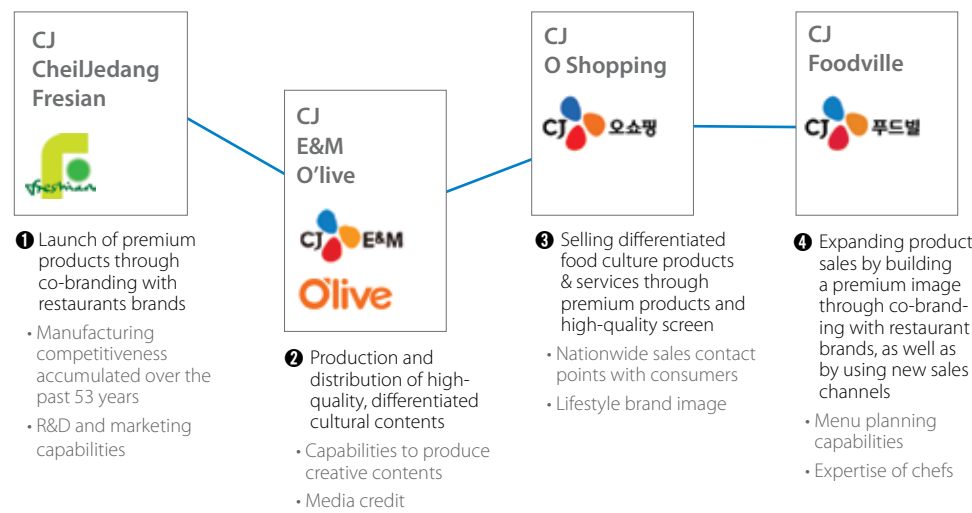 CJ
CheilJedang
Fresian
freshian
❶ Launch of premium
products through
co-branding with
restaurants brands
• Manufacturing
competitiveness
accumulated over the
past 53 years
• R&D and marketing
capabilities
CJ
E&M
O'live
CJ E&M
O'live
❷ Production and
distribution of high-
quality, differentiated
cultural contents
• Capabilities to produce
creative contents
• Media credit
CJ
O Shopping
CJ 오쇼핑
❸ Selling differentiated
food culture products
& services through
premium products and
high-quality screen
• Nationwide sales contact
points with consumers
• Lifestyle brand image
CJ
Foodville
CJ 푸드빌
❹ Expanding product
sales by building
a premium image
through co-brand-
ing with restaurant
brands, as well as
by using new sales
channels
• Menu planning
capabilities
• Expertise of chefs